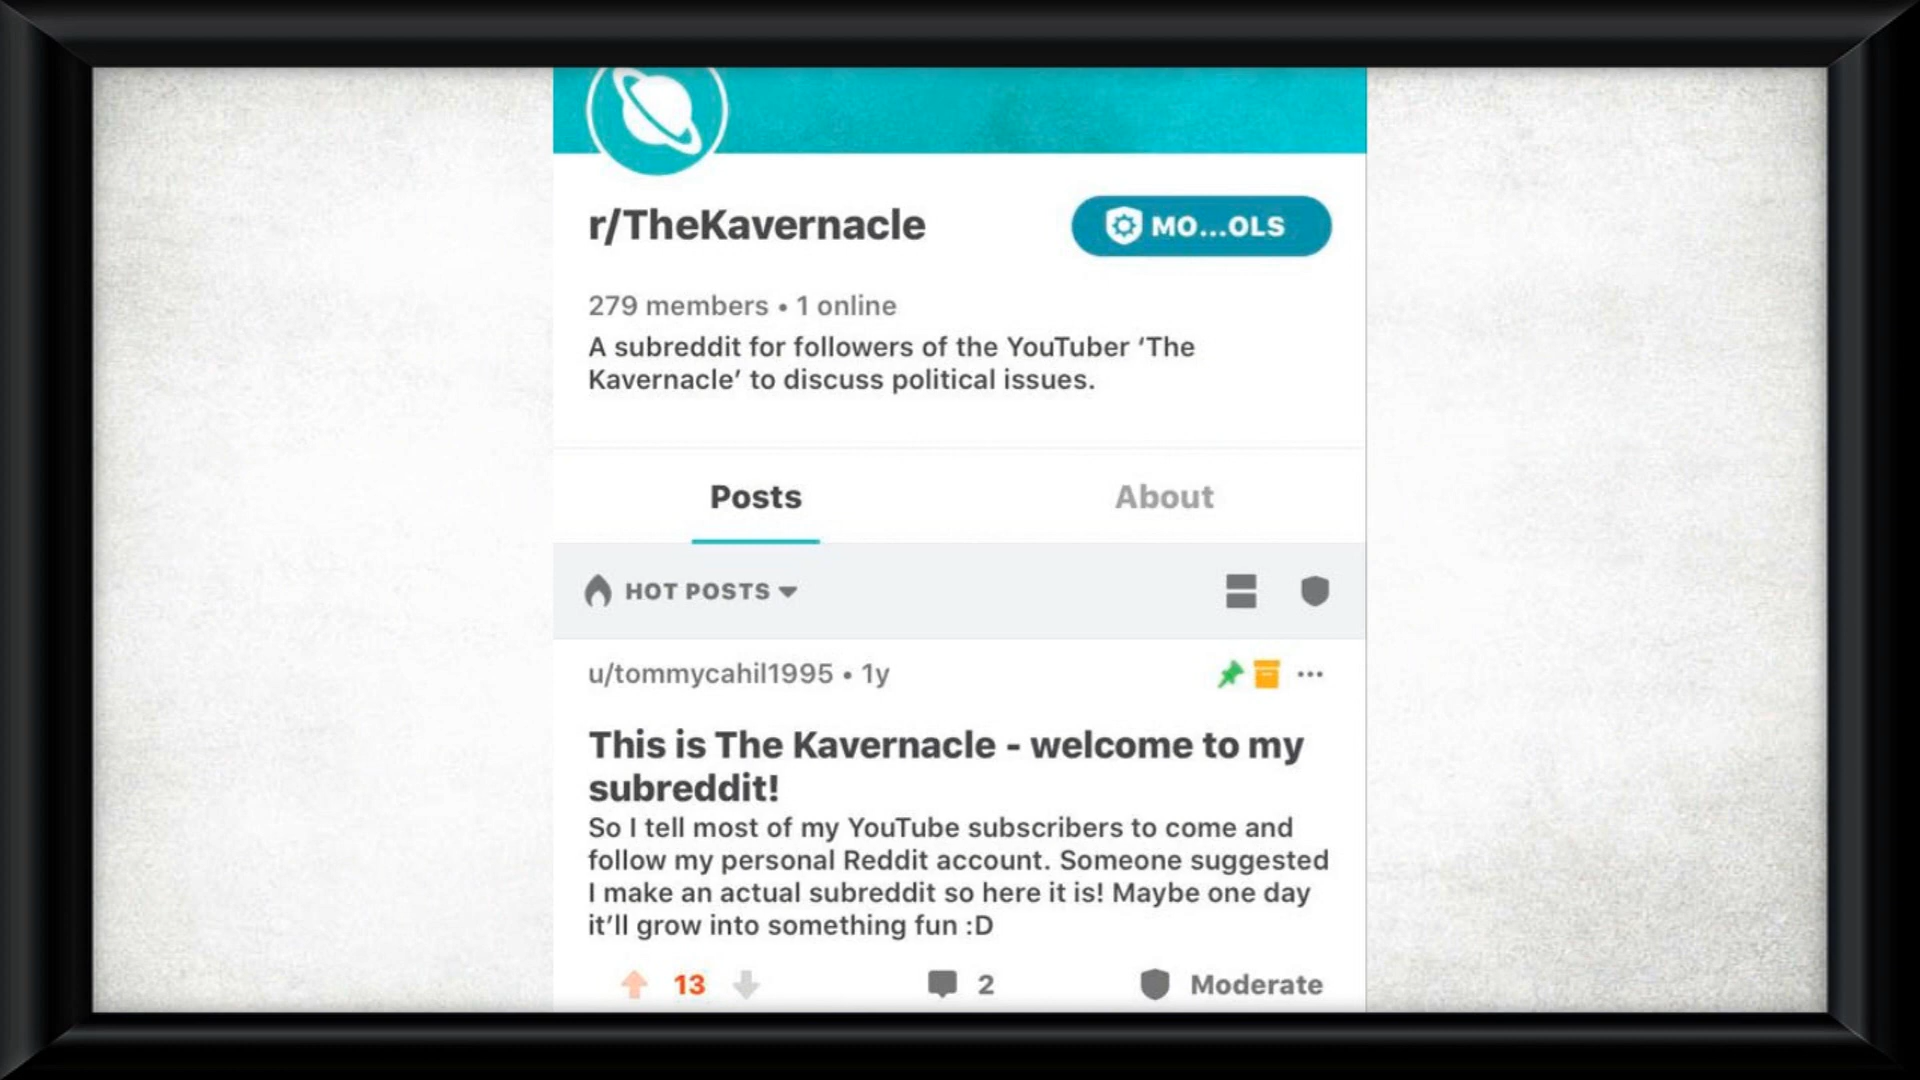 r/TheKavernacle
MO...OLS
279 members • 1 online
A subreddit for followers of the YouTuber ‘The
Kavernacle’ to discuss political issues.
Posts
About
HOT POSTS
u/tommycahil1995 • 1y
This is The Kavernacle - welcome to my
subreddit!
So I tell most of my YouTube subscribers to come and
follow my personal Reddit account. Someone suggested
I make an actual subreddit so here it is! Maybe one day
it’ll grow into something fun :D
13
2
Moderate